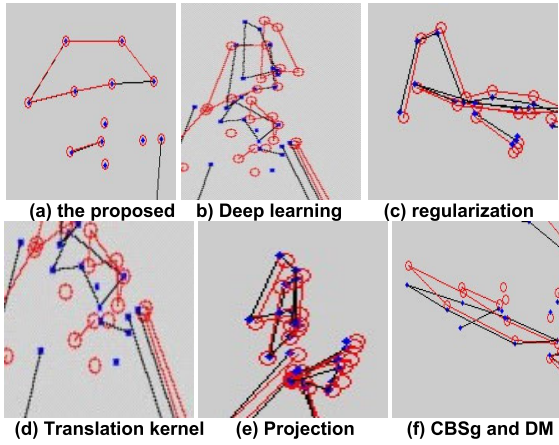 (a) the proposed b) Deep learning (c) regularization
(d) Translation kernel (e) Projection (f) CBSg and DM